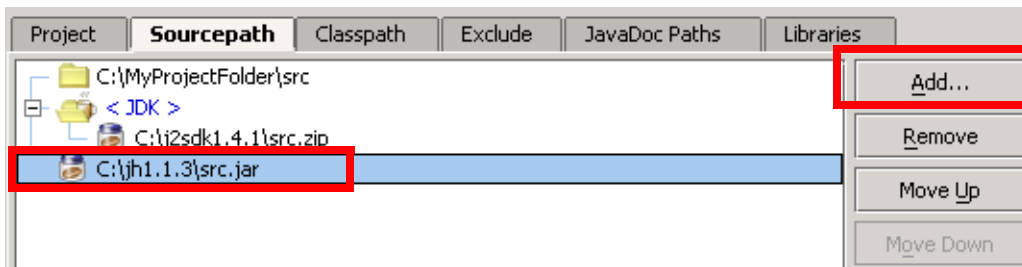 Project Sourcepath Classpath Exclude JavaDoc Paths Libraries
C:\MyProjectFolder\src
Add...
< JDK >
C:\j2sdk1.4.1\src.zip
Remove
C:\jh1.1.3\src.jar
Move Up
Move Down